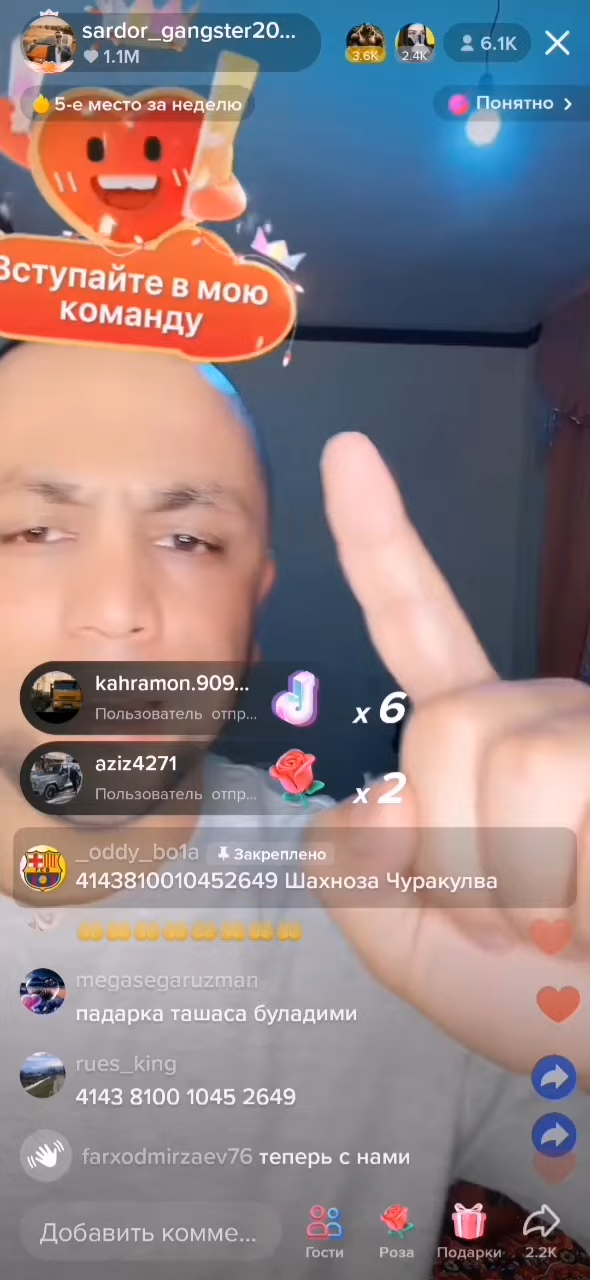 sardor_gangster20...
1.1M
3.6K
2.4K
6.1K
5-е место за неделю
Понятно
Вступайте в мою
команду
kahramon.909...
Пользователь отпр...
x 6
aziz4271
Пользователь отпр...
x 2
_oddy_bo1a Закреплено
4143810010452649 Шахноза Чуракулва
megasegaruzman
падарка ташаса буладими
rues_king
4143 8100 1045 2649
farxodmirzaev76 теперь с нами
Добавить комме...
Гости
Роза
Подарки
2.2K